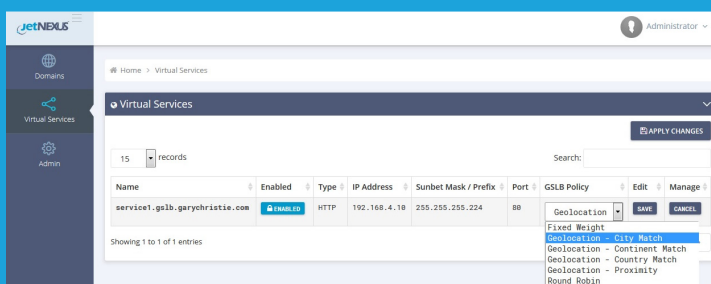 jetNEXUS
Administrator
Domains
Home > Virtual Services
Virtual Services
Virtual Services
APPLY CHANGES
Admin
15 records
Search:
Name Enabled Type IP Address Sunbet Mask / Prefix Port GSLB Policy Edit Manage
service1.gslb.garychristie.com ENABLED HTTP 192.168.4.10 255.255.255.224 80 Geolocation SAVE CANCEL
Fixed Weight
Geolocation - City Match
Showing 1 to 1 of 1 entries
Geolocation - Continent Match
Geolocation - Country Match
Geolocation - Proximity
Round Robin